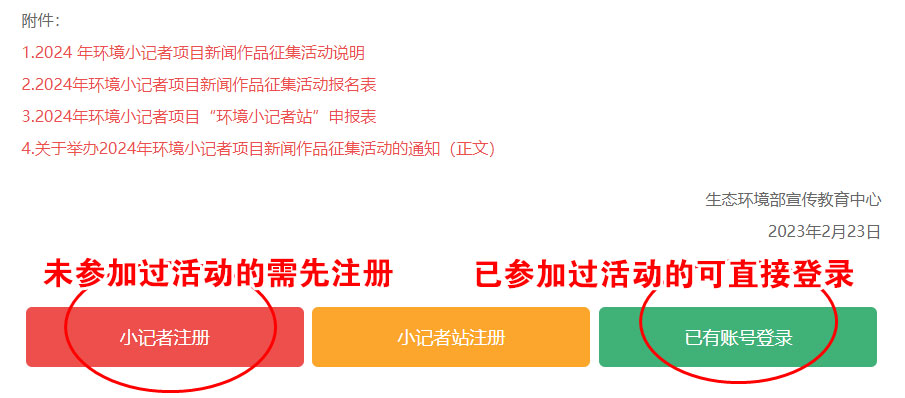 附件：
1.2024 年环境小记者项目新闻作品征集活动说明
2.2024年环境小记者项目新闻作品征集活动报名表
3.2024年环境小记者项目“环境小记者站”申报表
4.关于举办2024年环境小记者项目新闻作品征集活动的通知（正文）
生态环境部宣传教育中心
2023年2月23日
未参加过活动的需先注册
已参加过活动的可直接登录
小记者注册
小记者站注册
已有账号登录